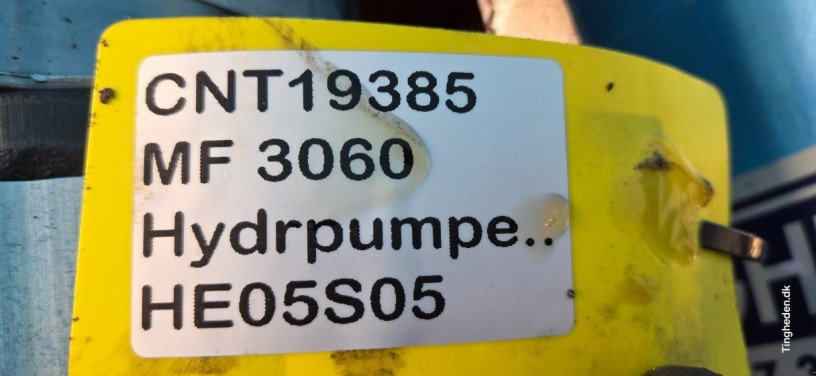 CNT19385
MF 3060
Hydrpumpe..
HE05S05
Tingheden.dk